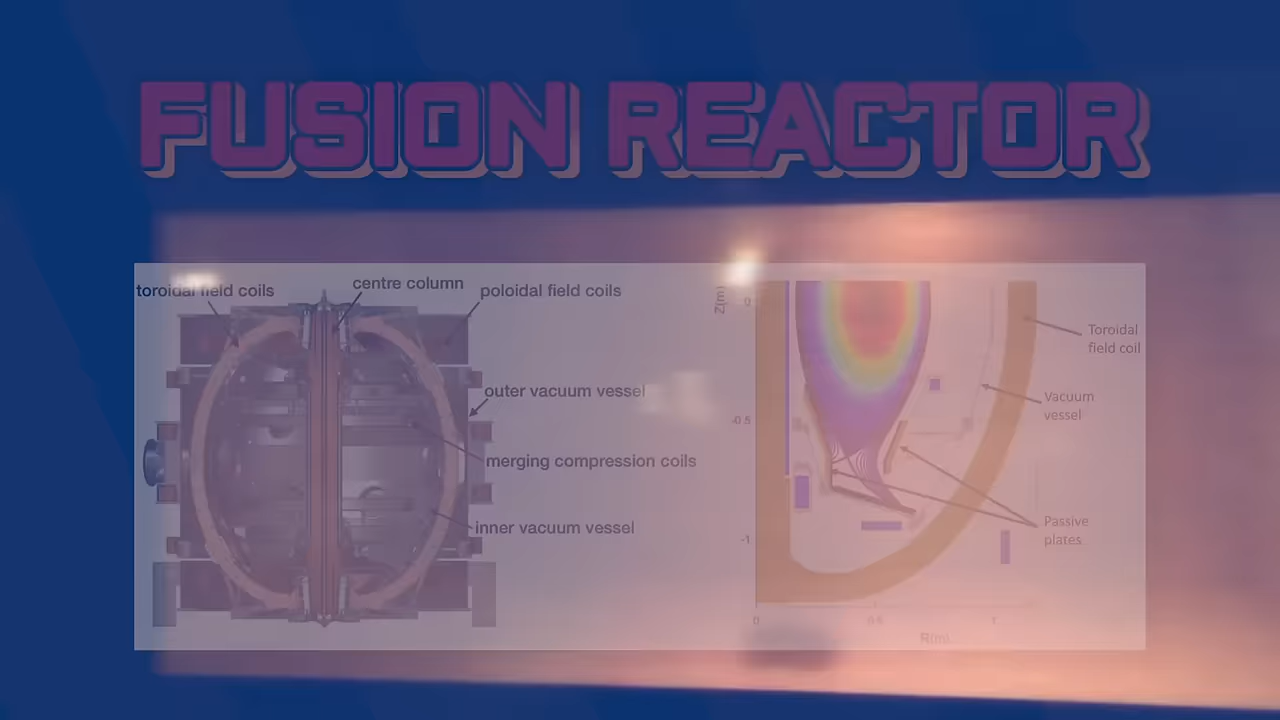 FUSION REACTOR
toroidal field coils
centre column
poloidal field coils
outer vacuum vessel
merging compression coils
inner vacuum vessel
Z(m)
0
-0.5
-1
0
0.5
1
R(m)
Toroidal
field coil
Vacuum
vessel
Passive
plates